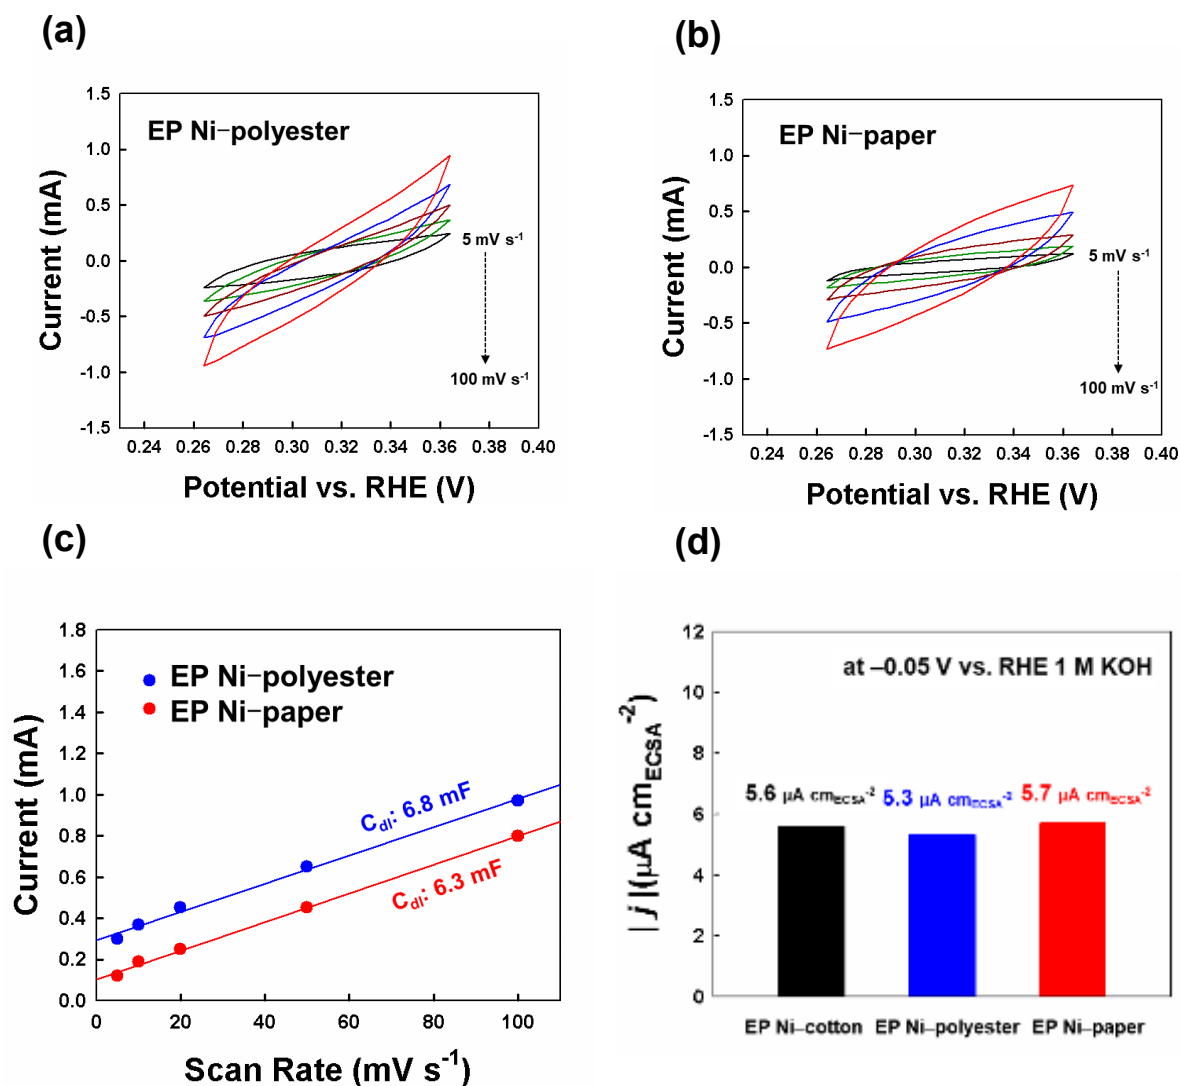 (a)
EP Ni–polyester
Current (mA)
1.5
1.0
0.5
0.0
-0.5
-1.0
-1.5
5 mV s⁻¹
100 mV s⁻¹
0.24 0.26 0.28 0.30 0.32 0.34 0.36 0.38 0.40
Potential vs. RHE (V)
(b)
EP Ni–paper
Current (mA)
1.5
1.0
0.5
0.0
-0.5
-1.0
-1.5
5 mV s⁻¹
100 mV s⁻¹
0.24 0.26 0.28 0.30 0.32 0.34 0.36 0.38 0.40
Potential vs. RHE (V)
(c)
Current (mA)
1.8
1.6
1.4
1.2
1.0
0.8
0.6
0.4
0.2
0.0
EP Ni–polyester
EP Ni–paper
C_dl: 6.8 mF
C_dl: 6.3 mF
0 20 40 60 80 100
Scan Rate (mV s⁻¹)
(d)
| j |(μA cm_ECSA⁻²)
12
10
8
6
4
2
0
at –0.05 V vs. RHE 1 M KOH
5.6 μA cm_ECSA⁻² 5.3 μA cm_ECSA⁻² 5.7 μA cm_ECSA⁻²
EP Ni–cotton EP Ni–polyester EP Ni–paper